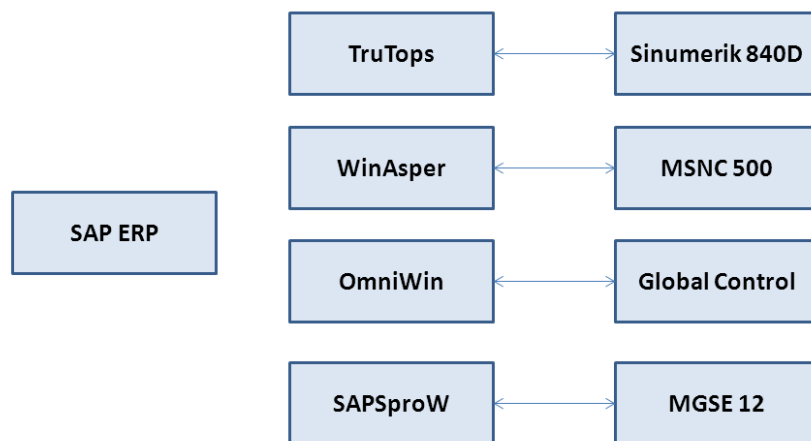 TruTops
Sinumerik 840D
WinAsper
MSNC 500
SAP ERP
OmniWin
Global Control
SAPSproW
MGSE 12